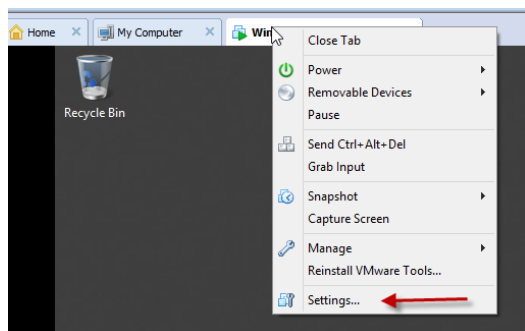 Home
My Computer
Win
Close Tab
Power
Removable Devices
Pause
Send Ctrl+Alt+Del
Grab Input
Snapshot
Capture Screen
Manage
Reinstall VMware Tools...
Settings...
Recycle Bin